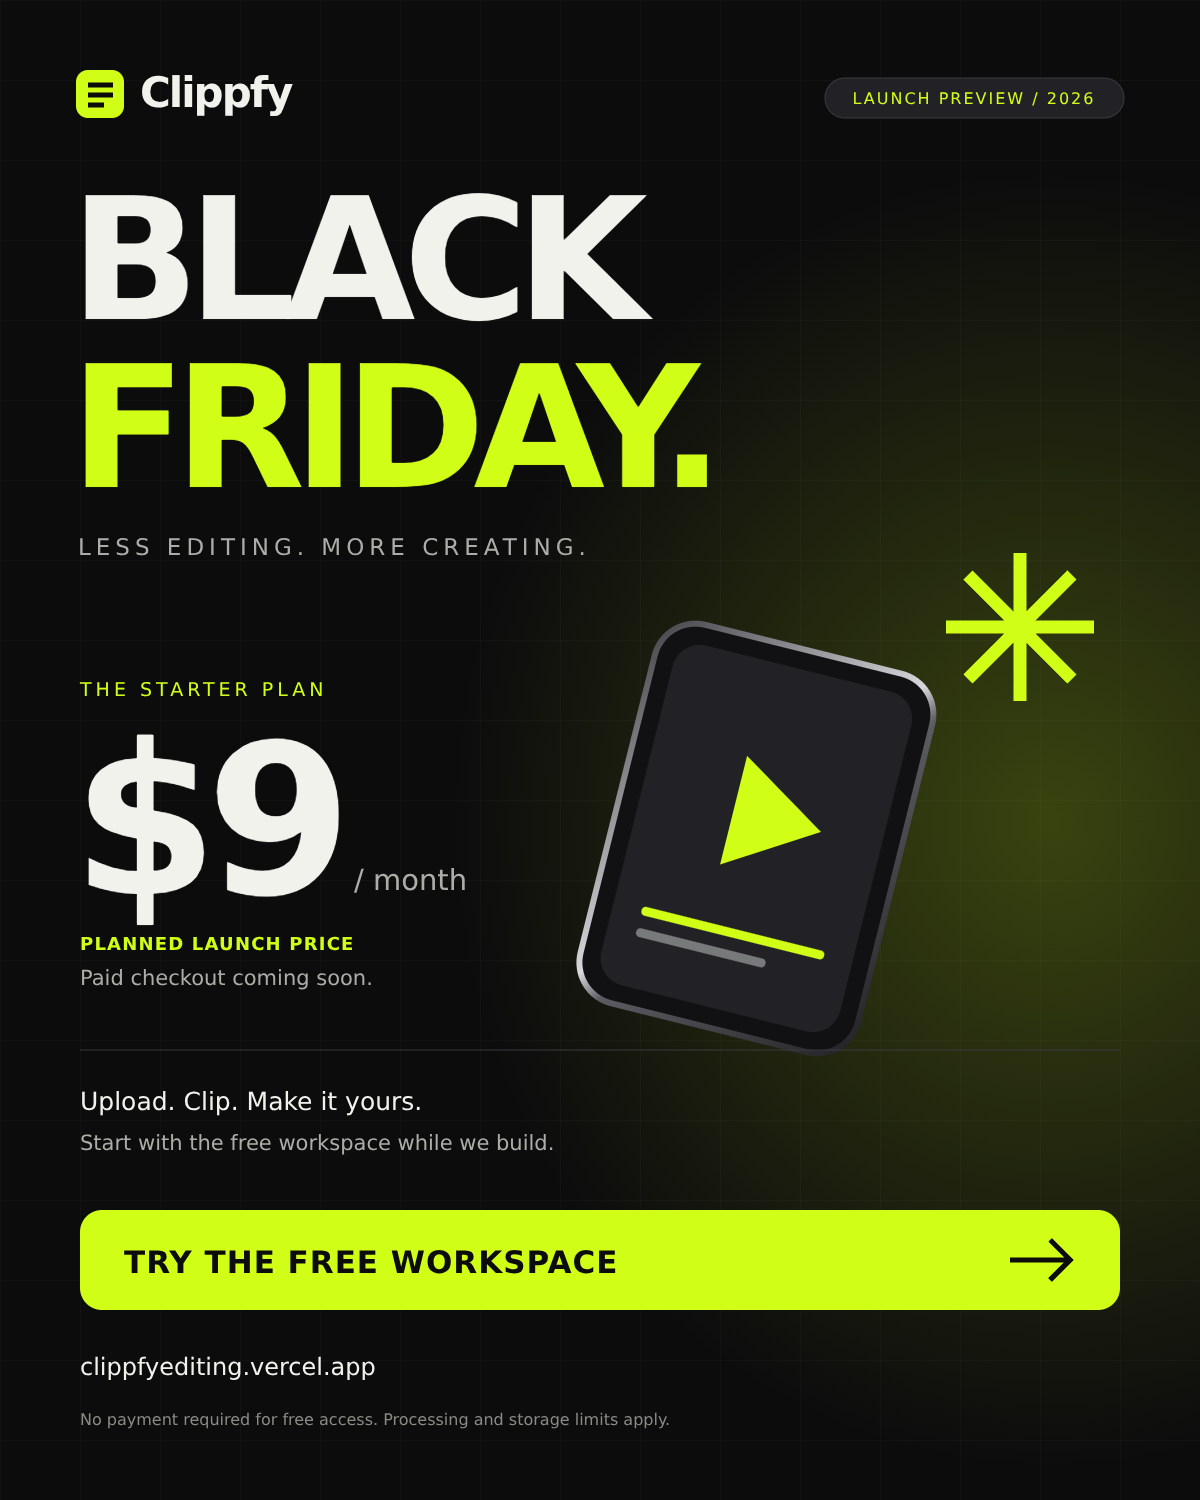 Clippfy
LAUNCH PREVIEW / 2026
BLACK
FRIDAY.
LESS EDITING. MORE CREATING.
THE STARTER PLAN
$9 / month
PLANNED LAUNCH PRICE
Paid checkout coming soon.
Upload. Clip. Make it yours.
Start with the free workspace while we build.
TRY THE FREE WORKSPACE
clippfyediting.vercel.app
No payment required for free access. Processing and storage limits apply.